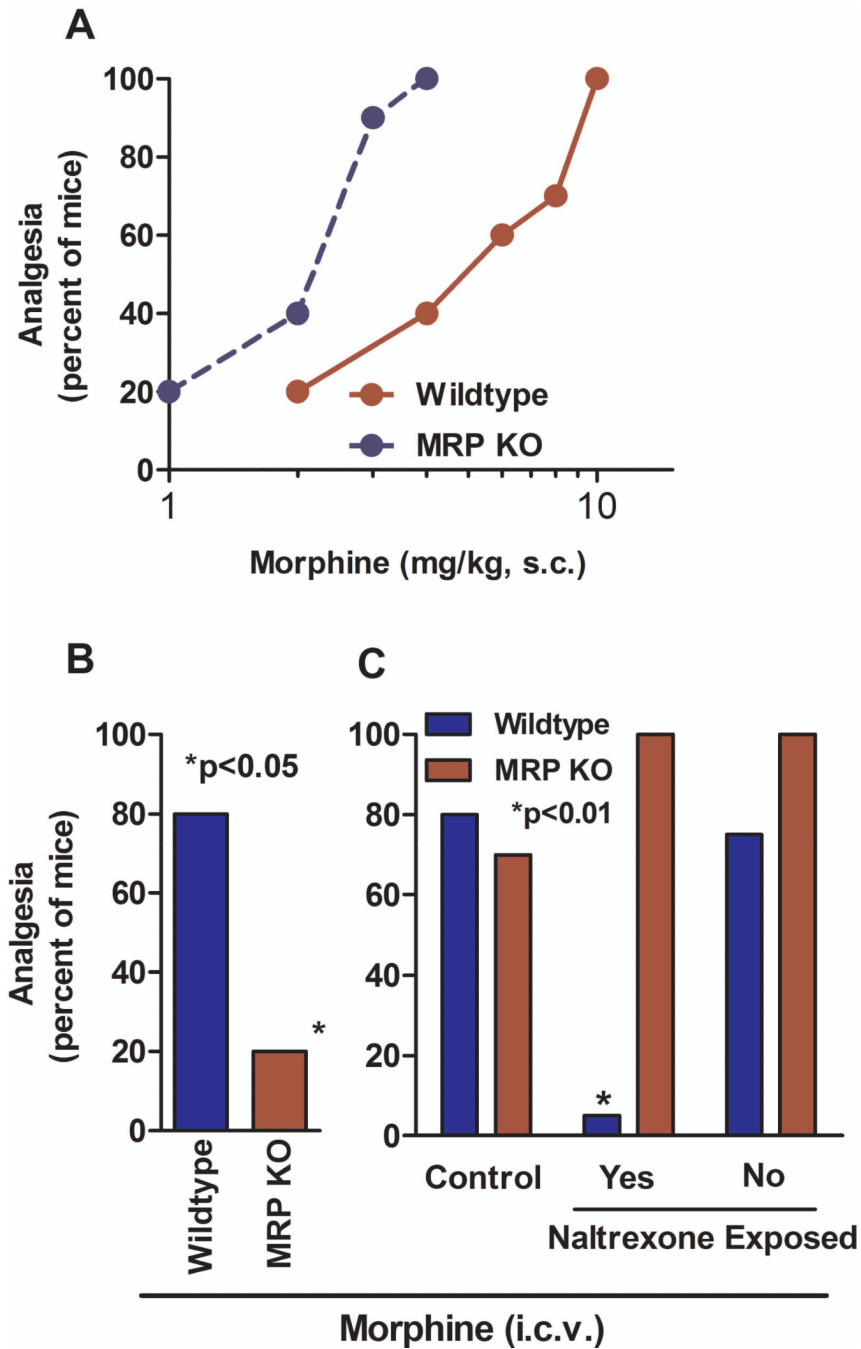 A
Analgesia
(percent of mice)
100
80
60
40
20
0
1
10
Wildtype
MRP KO
Morphine (mg/kg, s.c.)
B
Analgesia
(percent of mice)
100
80
60
40
20
0
*p<0.05
*
Wildtype
MRP KO
C
100
80
60
40
20
0
Wildtype
MRP KO
*p<0.01
*
Control
Yes
No
Naltrexone Exposed
Morphine (i.c.v.)